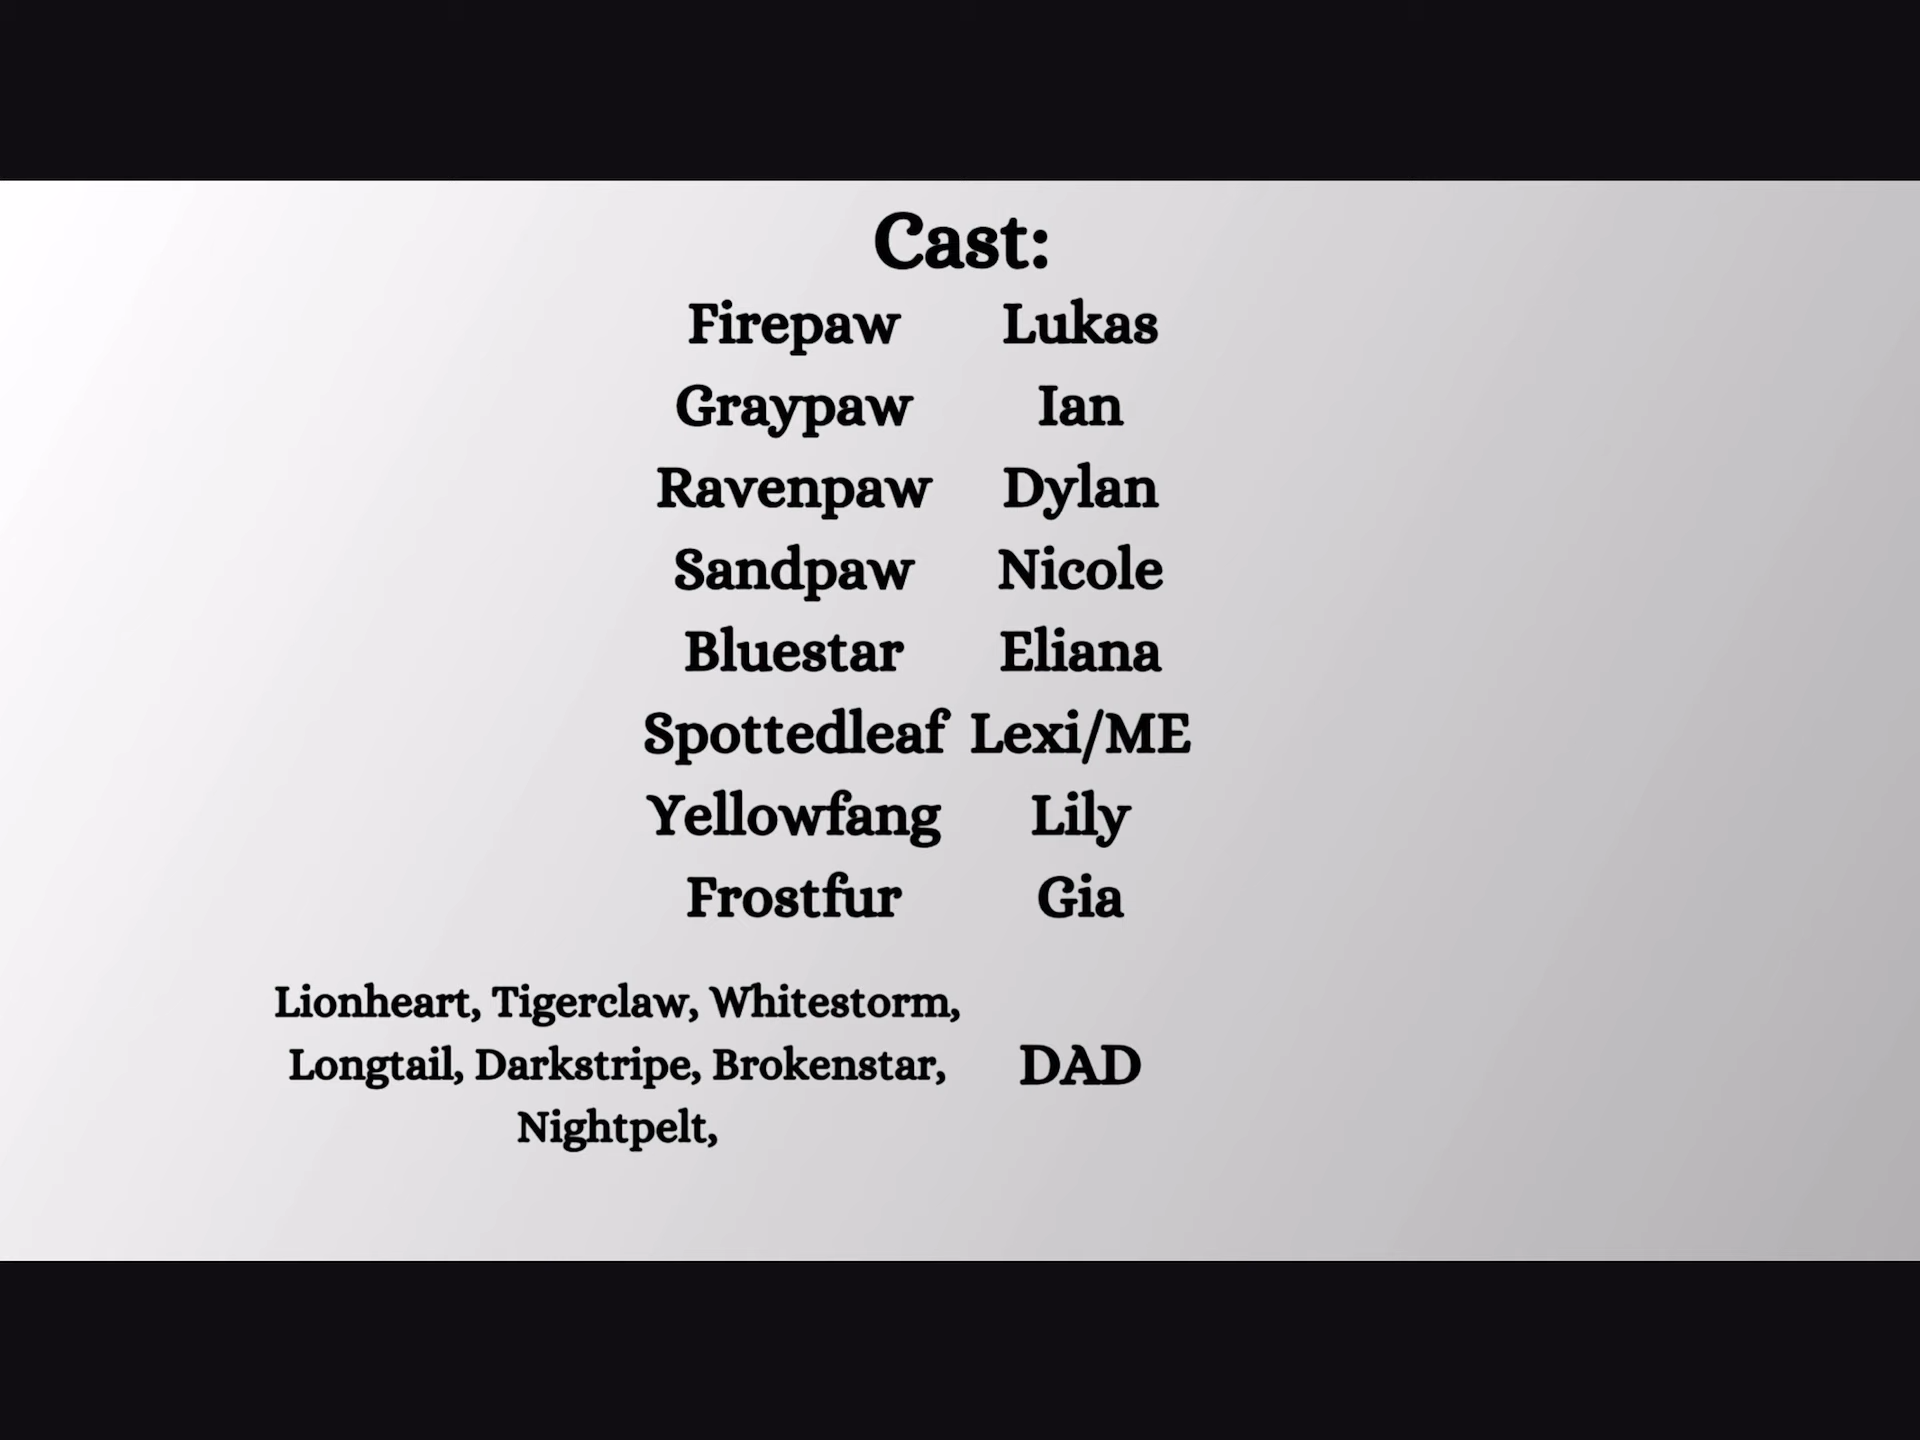 Cast:
Firepaw Lukas
Graypaw Ian
Ravenpaw Dylan
Sandpaw Nicole
Bluestar Eliana
Spottedleaf Lexi/ME
Yellowfang Lily
Frostfur Gia
Lionheart, Tigerclaw, Whitestorm,
Longtail, Darkstripe, Brokenstar, DAD
Nightpelt,